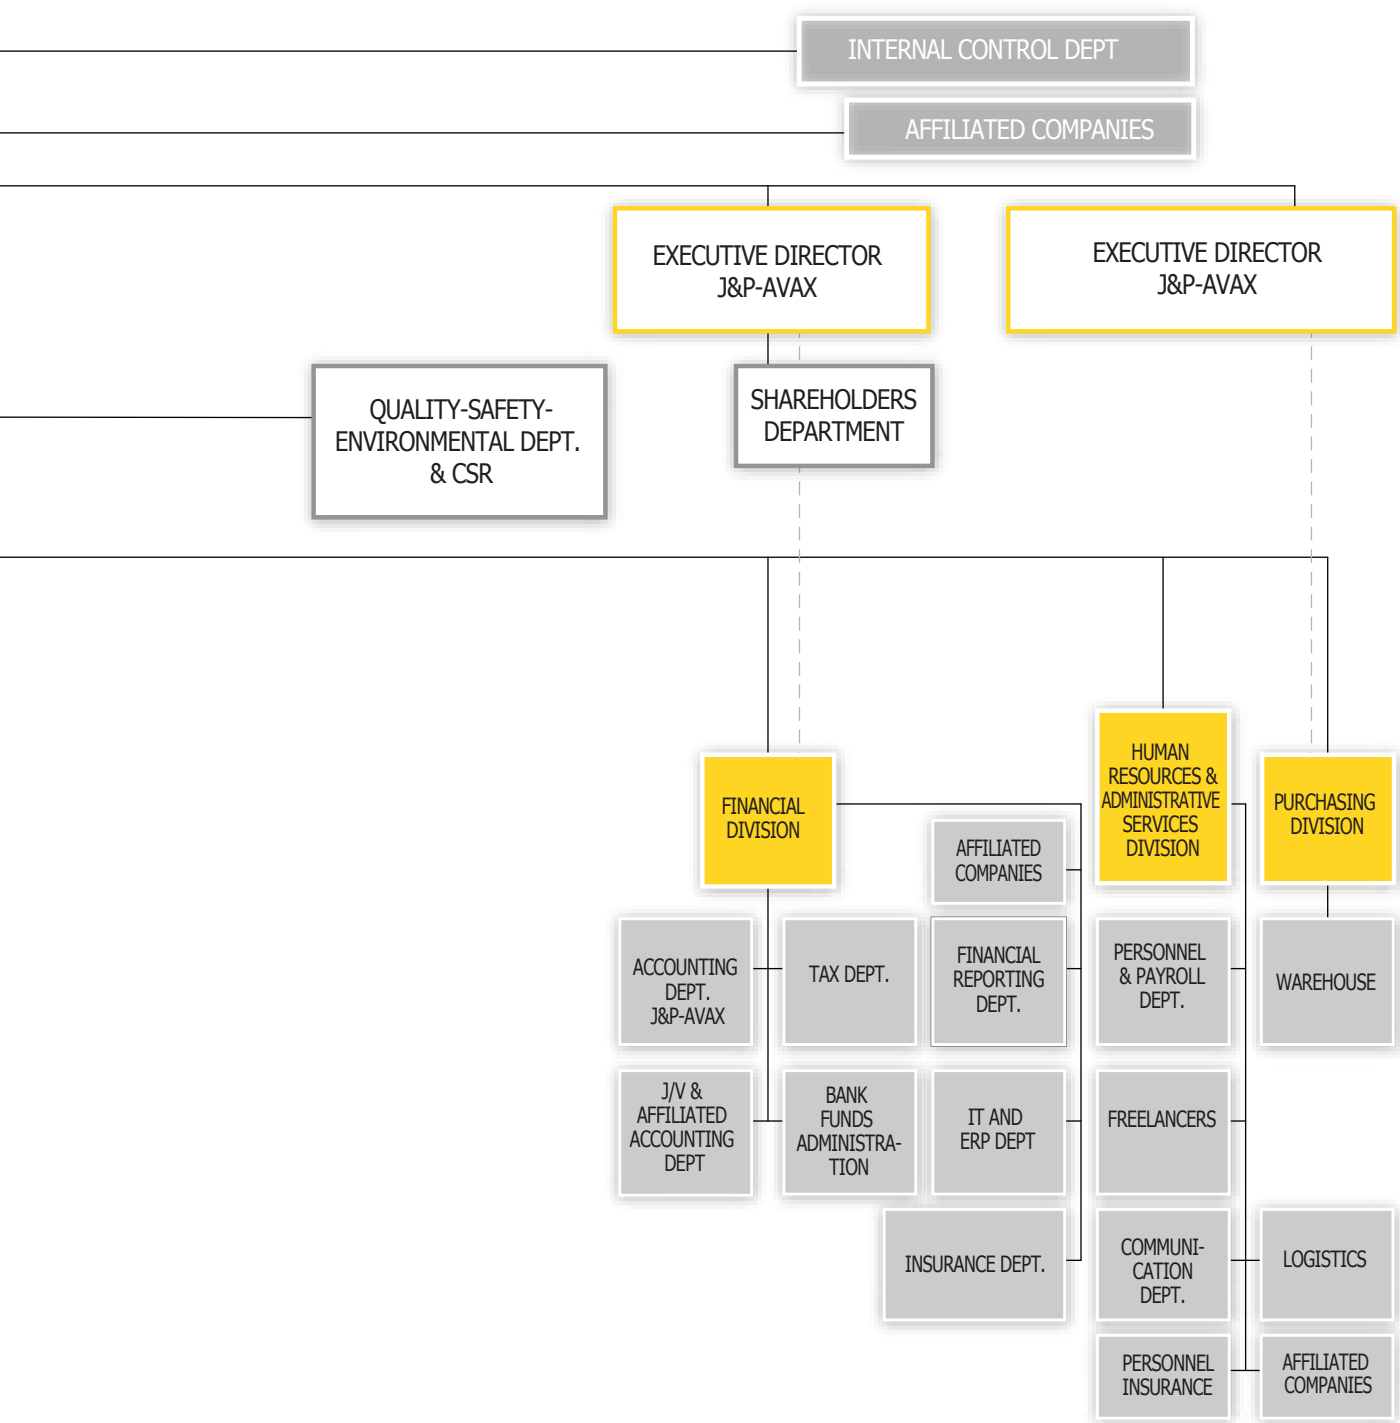 INTERNAL CONTROL DEPT
AFFILIATED COMPANIES
EXECUTIVE DIRECTOR
J&P-AVAX
EXECUTIVE DIRECTOR
J&P-AVAX
QUALITY-SAFETY-
ENVIRONMENTAL DEPT.
& CSR
SHAREHOLDERS
DEPARTMENT
FINANCIAL
DIVISION
HUMAN
RESOURCES &
ADMINISTRATIVE
SERVICES
DIVISION
PURCHASING
DIVISION
AFFILIATED
COMPANIES
ACCOUNTING
DEPT.
J&P-AVAX
TAX DEPT.
FINANCIAL
REPORTING
DEPT.
PERSONNEL
& PAYROLL
DEPT.
WAREHOUSE
J/V &
AFFILIATED
ACCOUNTING
DEPT
BANK
FUNDS
ADMINISTRA-
TION
IT AND
ERP DEPT
FREELANCERS
INSURANCE DEPT.
COMMUNI-
CATION
DEPT.
LOGISTICS
PERSONNEL
INSURANCE
AFFILIATED
COMPANIES